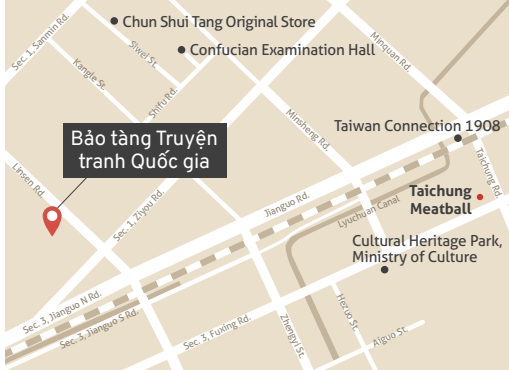 Chun Shui Tang Original Store
Sec. 1, Sanmin Rd.
Siwei St.
Confucian Examination Hall
Minquan Rd.
Kangle St.
Shifu Rd.
Minsheng Rd.
Taiwan Connection 1908
Bảo tàng Truyện
tranh Quốc gia
Taichung Rd.
Linsen Rd.
Sec. 1, Ziyou Rd.
Jianguo Rd.
Lyuchuan Canal
Taichung
Meatball
Cultural Heritage Park,
Ministry of Culture
Sec. 3, Jianguo N Rd.
Sec. 3, Jianguo S Rd.
Sec. 3, Fuxing Rd.
Zhengyi St.
Hezuo St.
Aiguo St.